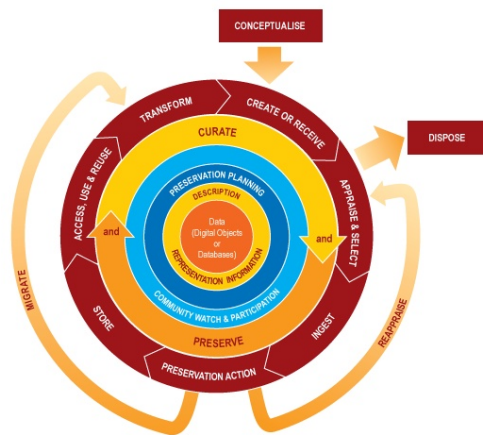 CONCEPTUALISE
TRANSFORM
CREATE OR RECEIVE
DISPOSE
ACCESS, USE & REUSE
CURATE
APPRAISE & SELECT
PRESERVATION PLANNING
DESCRIPTION
Data
(Digital Objects
or
Databases)
and
and
REPRESENTATION INFORMATION
COMMUNITY WATCH & PARTICIPATION
MIGRATE
REAPPRAISE
STORE
PRESERVE
INGEST
PRESERVATION ACTION